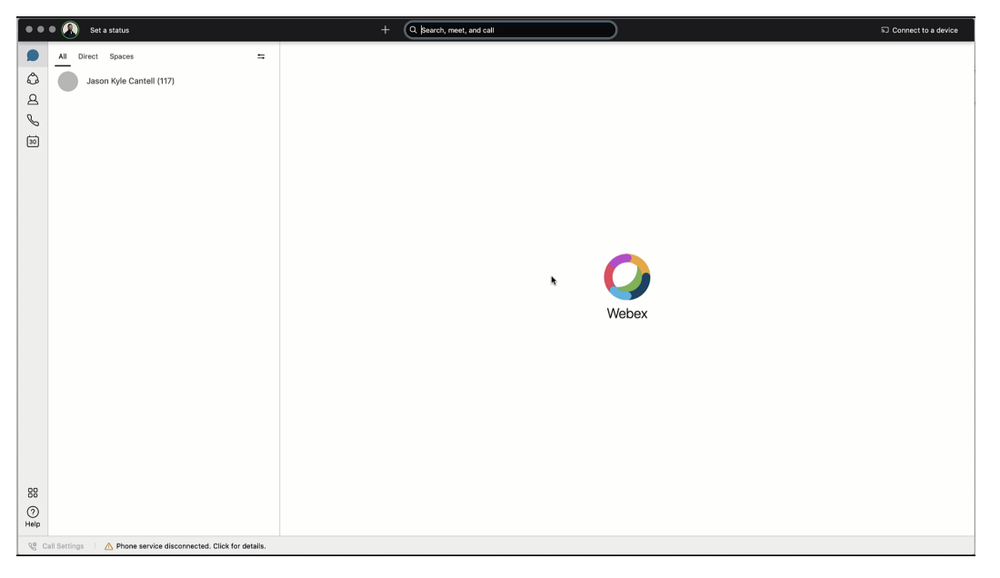 Set a status
Search, meet, and call
Connect to a device
All Direct Spaces
Jason Kyle Cantell (117)
30
Webex
Help
Call Settings
Phone service disconnected. Click for details.